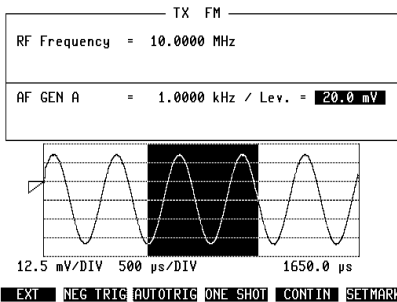 TX FM
RF Frequency = 10.0000 MHz
AF GEN A = 1.0000 kHz / Lev. = 20.0 mV
12.5 mV/DIV 500 µs/DIV 1650.0 µs
EXT NEG TRIG AUTOTRIG ONE SHOT CONTIN SETMARK